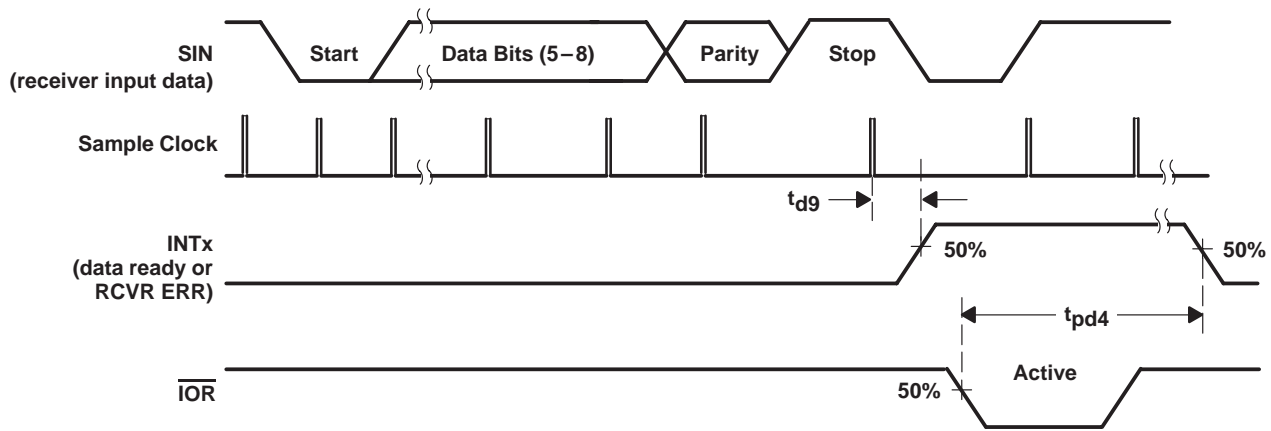 SIN
(receiver input data)
Start
Data Bits (5–8)
Parity
Stop
Sample Clock
td9
INTx
(data ready or
RCVR ERR)
50%
50%
tpd4
IOR
50%
Active